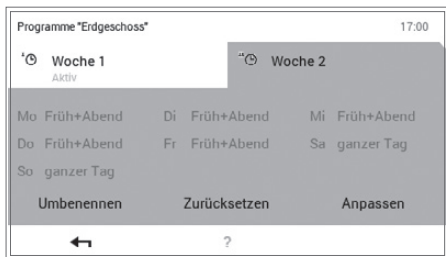 Programme "Erdgeschoss" 17:00
Woche 1 Woche 2
Aktiv
Mo Früh+Abend Di Früh+Abend Mi Früh+Abend
Do Früh+Abend Fr Früh+Abend Sa ganzer Tag
So ganzer Tag
Umbenennen Zurücksetzen Anpassen
?